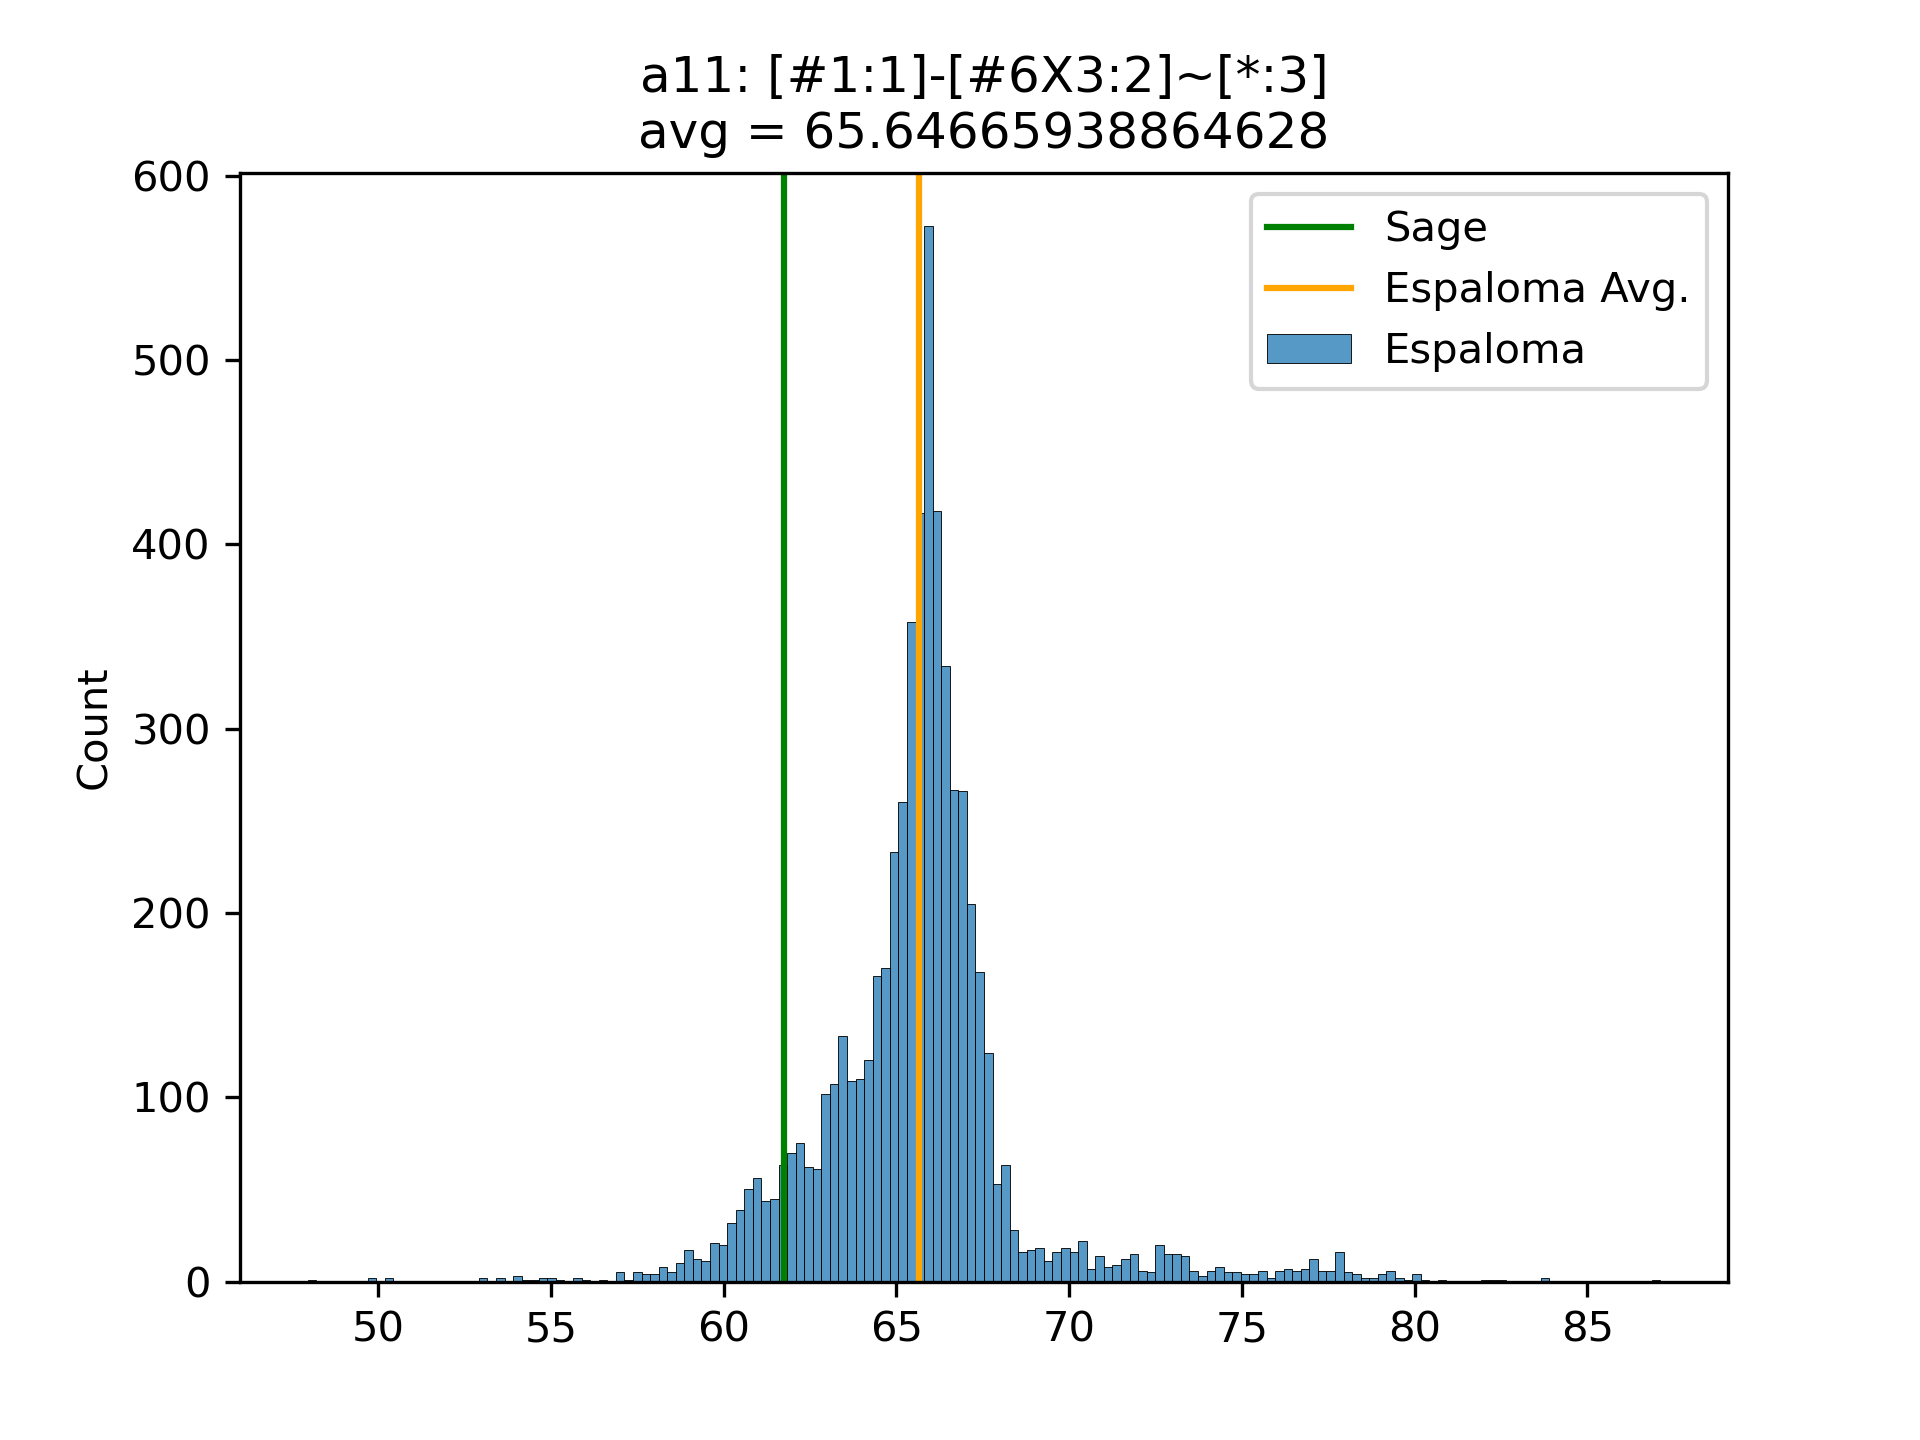 a11: [#1:1]-[#6X3:2]~[*:3]
avg = 65.64665938864628
600
500
400
300
200
100
0
Count
Sage
Espaloma Avg.
Espaloma
50 55 60 65 70 75 80 85